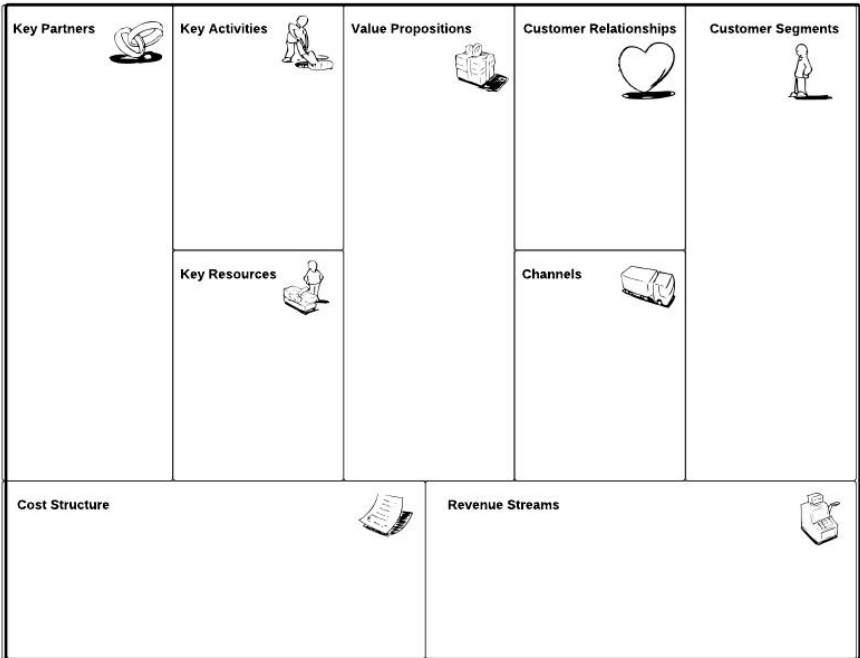 Key Partners
Key Activities
Value Propositions
Customer Relationships
Customer Segments
Key Resources
Channels
Cost Structure
Revenue Streams